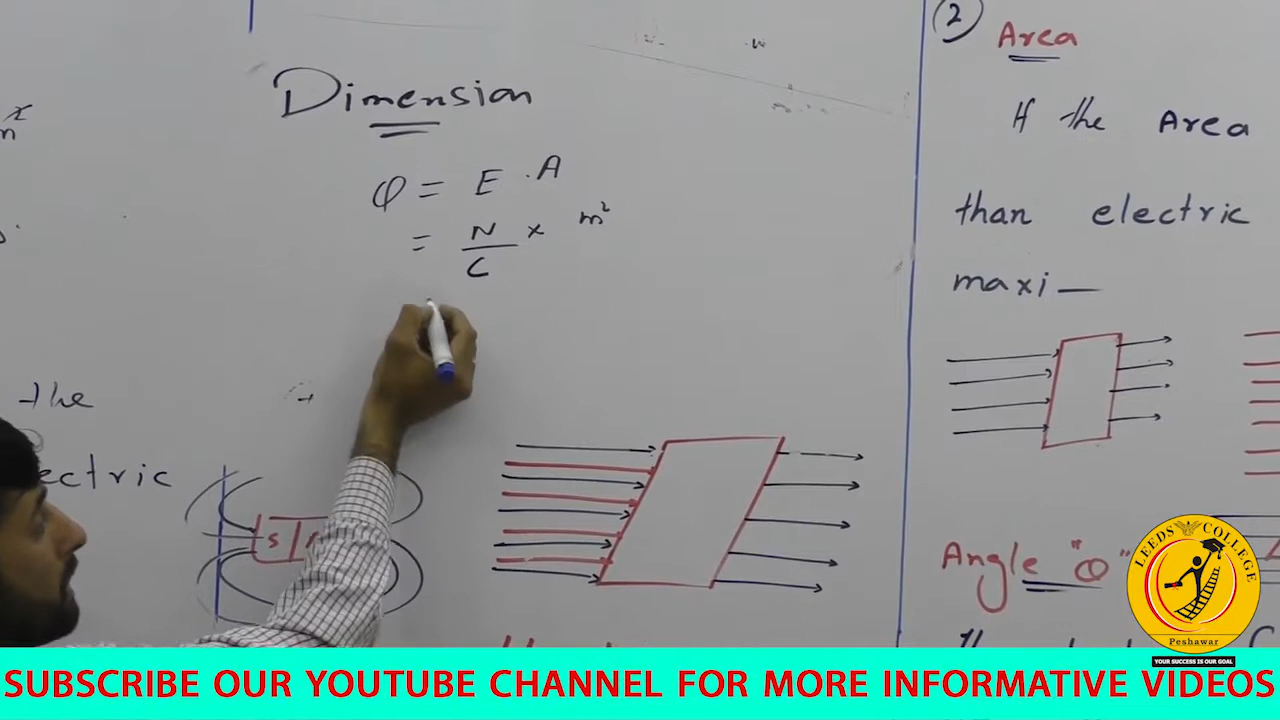 Dimension
φ = E . A
= N/C × m²
the
ectric
S
2
Area
If the Area
than electric
maxi —
Angle "θ"
LEEDS COLLEGE
Peshawar
YOUR SUCCESS IS OUR GOAL
SUBSCRIBE OUR YOUTUBE CHANNEL FOR MORE INFORMATIVE VIDEOS